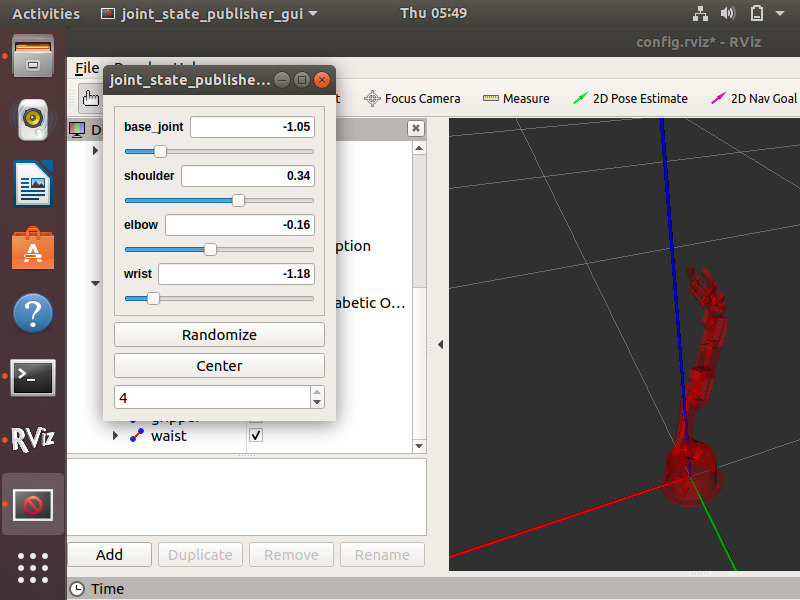 Activities
joint_state_publisher_gui
Thu 05:49
config.rviz* - RViz
File
joint_state_publishe...
Focus Camera
Measure
2D Pose Estimate
2D Nav Goal
base_joint
-1.05
shoulder
0.34
elbow
-0.16
ption
wrist
-1.18
abetic O...
Randomize
Center
4
waist
RViz
Add
Duplicate
Remove
Rename
Time